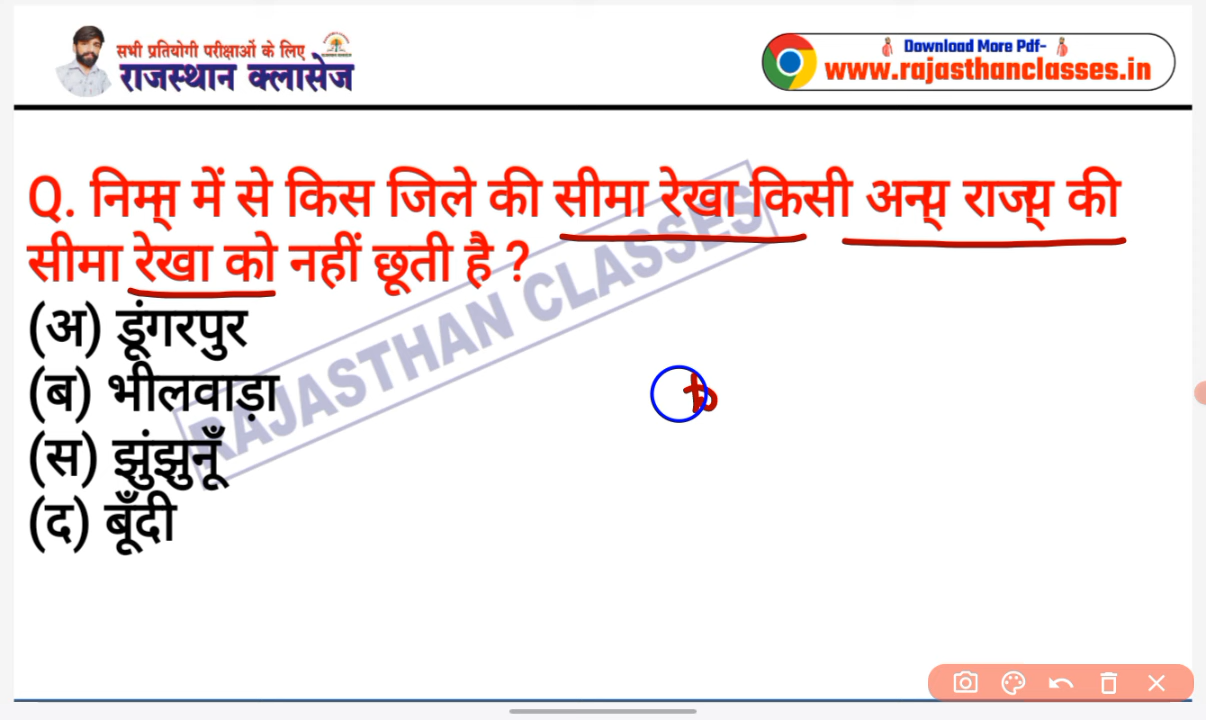 सभी प्रतियोगी परीक्षाओं के लिए
राजस्थान क्लासेज
Download More Pdf-
www.rajasthanclasses.in
Q. निम्न में से किस जिले की सीमा रेखा किसी अन्य राज्य की
सीमा रेखा को नहीं छूती है ?
(अ) डूंगरपुर
(ब) भीलवाड़ा
(स) झुंझुनूँ
(द) बूँदी
RAJASTHAN CLASSES